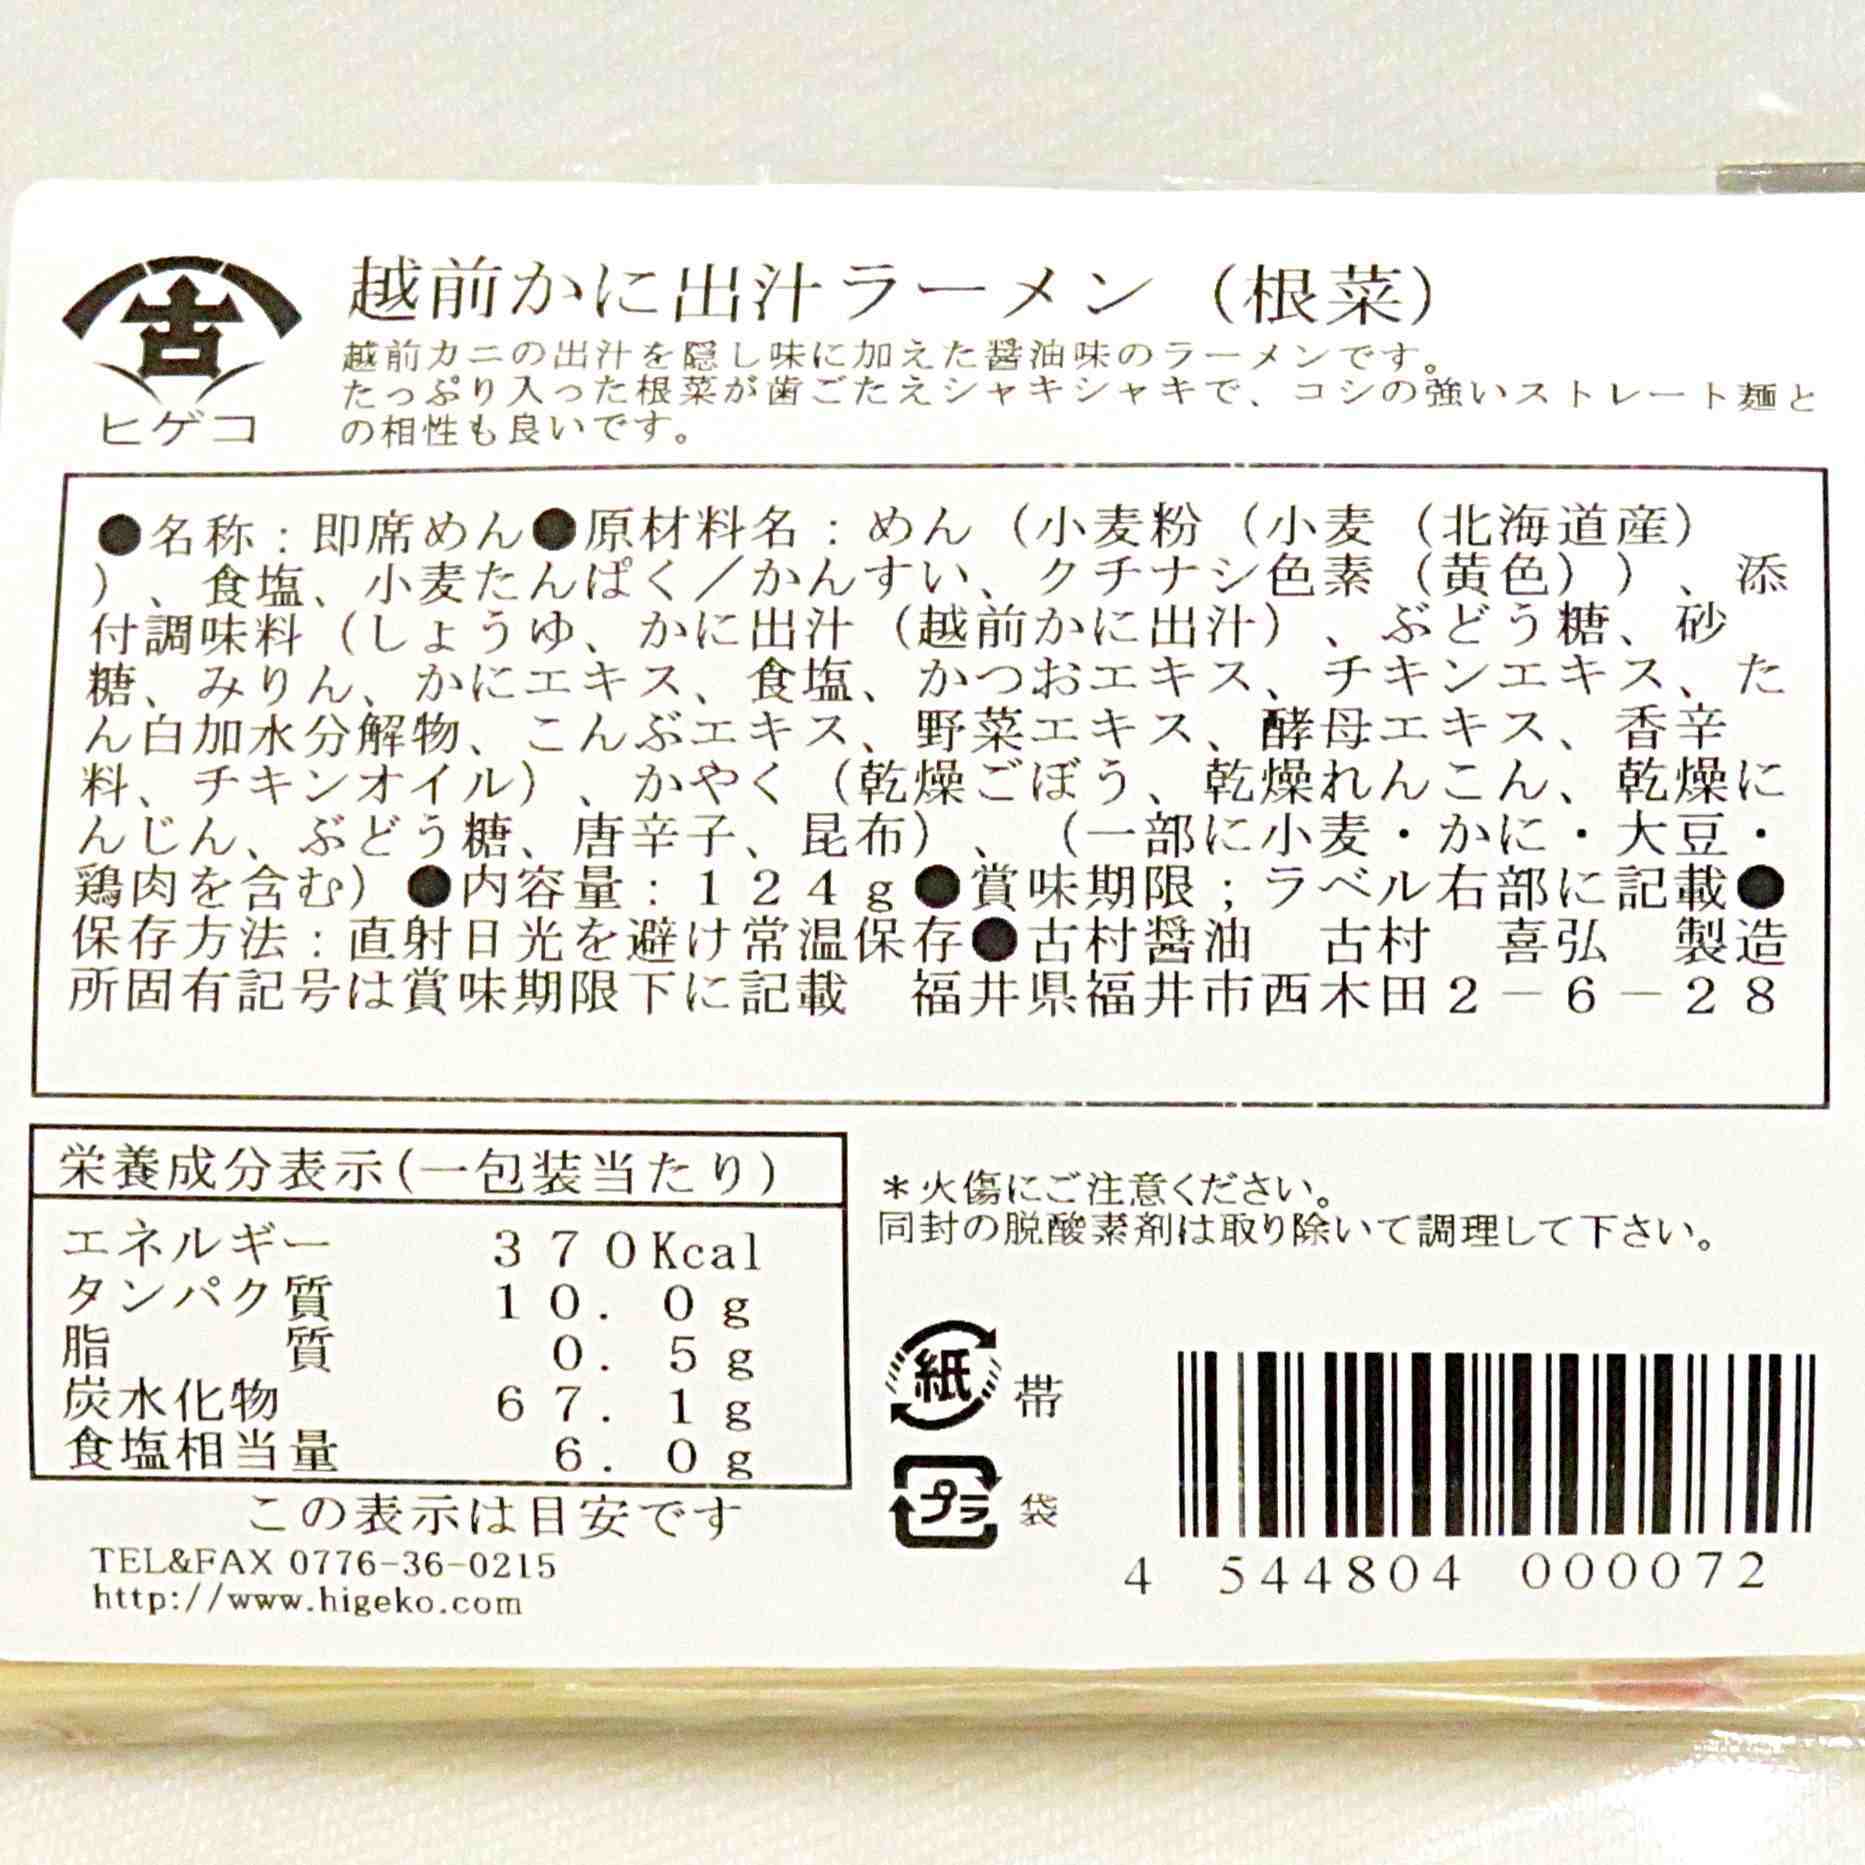 古
ヒゲコ
越前かに出汁ラーメン（根菜）
越前カニの出汁を隠し味に加えた醤油味のラーメンです。
たっぷり入った根菜が歯ごたえシャキシャキで、コシの強いストレート麺と
の相性も良いです。
●名称：即席めん●原材料名：めん（小麦粉（小麦（北海道産）
）、食塩、小麦たんぱく／かんすい、クチナシ色素（黄色））、添
付調味料（しょうゆ、かに出汁（越前かに出汁）、ぶどう糖、砂
糖、みりん、かにエキス、食塩、かつおエキス、チキンエキス、た
ん白加水分解物、こんぶエキス、野菜エキス、酵母エキス、香辛
料、チキンオイル）、かやく（乾燥ごぼう、乾燥れんこん、乾燥に
んじん、ぶどう糖、唐辛子、昆布）、（一部に小麦・かに・大豆・
鶏肉を含む）●内容量：１２４ｇ●賞味期限；ラベル右部に記載●
保存方法：直射日光を避け常温保存●古村醤油　古村　喜弘　製造
所固有記号は賞味期限下に記載　福井県福井市西木田２－６－２８
栄養成分表示(一包装当たり)
エネルギー　３７０Kcal
タンパク質　１０．０ｇ
脂　質　０．５ｇ
炭水化物　６７．１ｇ
食塩相当量　６．０ｇ
この表示は目安です
TEL&FAX 0776-36-0215
http://www.higeko.com
＊火傷にご注意ください。
同封の脱酸素剤は取り除いて調理して下さい。
紙 帯
プラ 袋
4 544804 000072